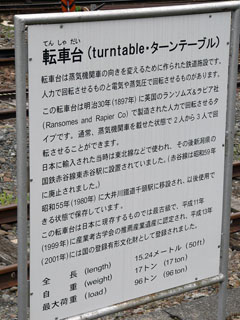 てん しゃ だい
転車台 (turntable・ターンテーブル)
転車台は蒸気機関車の向きを変えるために作られた鉄道施設です。
人力で回転させるものと電気や蒸気圧で回転させるものがあります。
この転車台は明治30年(1897年)に英国のランソムズ&ラピア社
(Ransomes and Rapier Co)で製造された人力で回転させるタ
イプです。通常、蒸気機関車を載せた状態で2人から3人で回
転させることができます。
日本に輸入された当時は東北線などで使われ、その後新潟県の
国鉄赤谷線東赤谷駅に設置されていました。(赤谷線は昭和59年
に廃止されました。)
昭和55年(1980年)に大井川鐵道千頭駅に移設され、以後使用で
きる状態で保存しています。
この転車台は日本に現存するものでは最古級で、平成11年
(1999年)に産業考古学会の推薦産業遺産に認定され、平成13年
(2001年)には国の登録有形文化財として登録されました。
全 長 (length) 15.24メートル (50ft)
自 重 (weight) 17トン (17 ton)
最大荷重 (load) 96トン (96 ton)